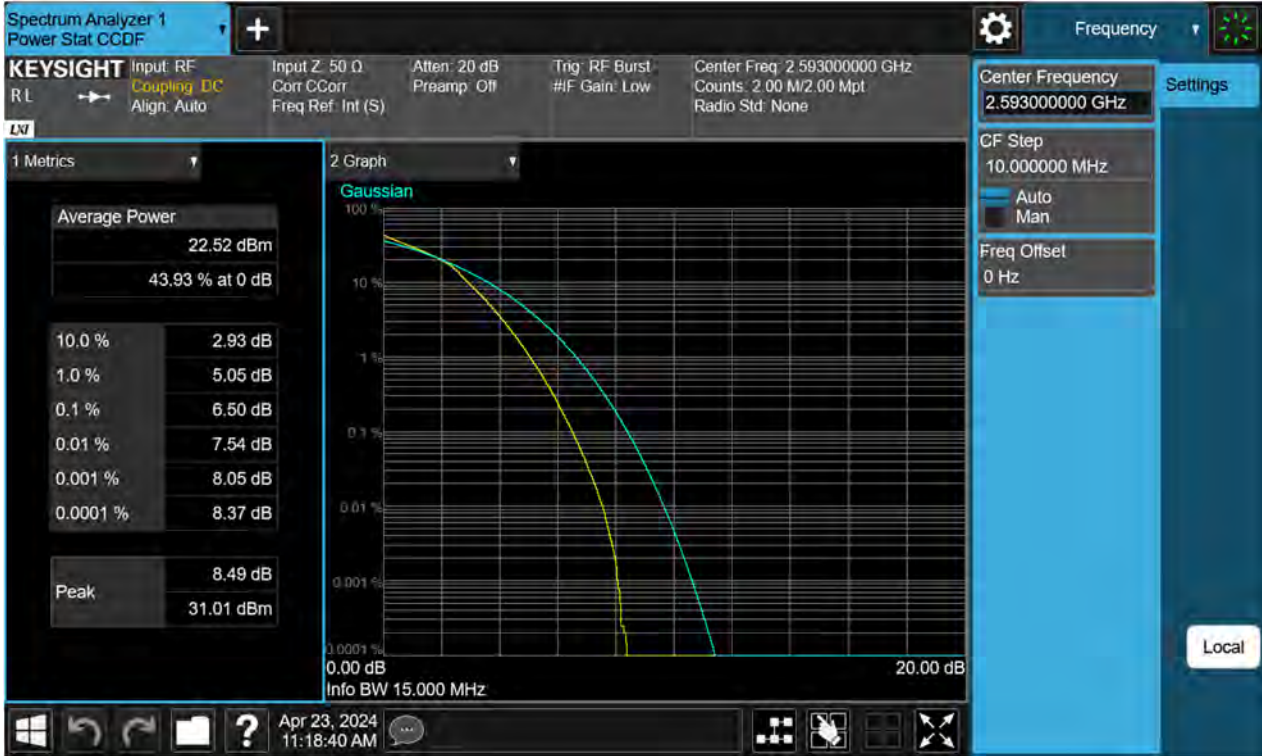 Spectrum Analyzer 1
Power Stat CCDF
+
Frequency
KEYSIGHT
RL
LXI
Input: RF
Coupling: DC
Align: Auto
Input Z: 50 Ω
Corr CCorr
Freq Ref: Int (S)
Atten: 20 dB
Preamp: Off
Trig: RF Burst
#IF Gain: Low
Center Freq: 2.593000000 GHz
Counts: 2.00 M/2.00 Mpt
Radio Std: None
Center Frequency
2.593000000 GHz
Settings
CF Step
10.000000 MHz
Auto
Man
Freq Offset
0 Hz
Local
1 Metrics
Average Power
22.52 dBm
43.93 % at 0 dB
10.0 % 2.93 dB
1.0 % 5.05 dB
0.1 % 6.50 dB
0.01 % 7.54 dB
0.001 % 8.05 dB
0.0001 % 8.37 dB
Peak
8.49 dB
31.01 dBm
2 Graph
Gaussian
100 %
10 %
1 %
0.1 %
0.01 %
0.001 %
0.0001 %
0.00 dB 20.00 dB
Info BW 15.000 MHz
?
Apr 23, 2024
11:18:40 AM